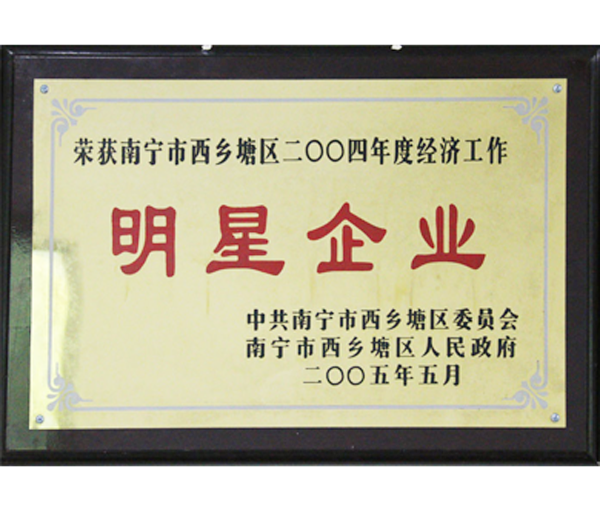 荣获南宁市西乡塘区二〇〇四年度经济工作
明星企业
中共南宁市西乡塘区委员会
南宁市西乡塘区人民政府
二〇〇五年五月